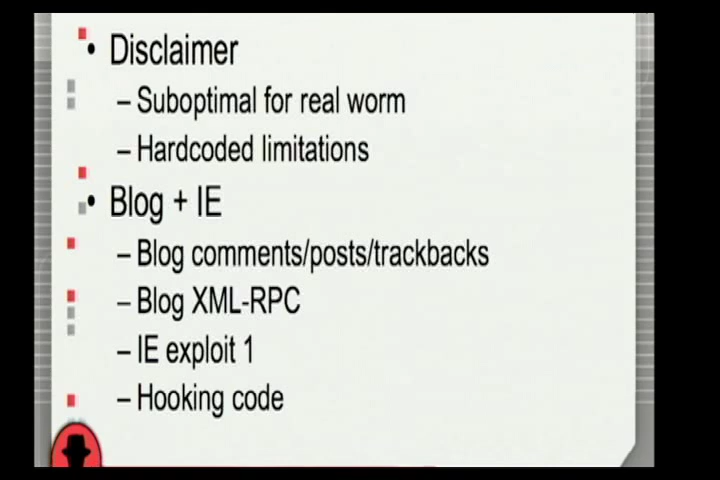 • Disclaimer
– Suboptimal for real worm
– Hardcoded limitations
• Blog + IE
– Blog comments/posts/trackbacks
– Blog XML-RPC
– IE exploit 1
– Hooking code